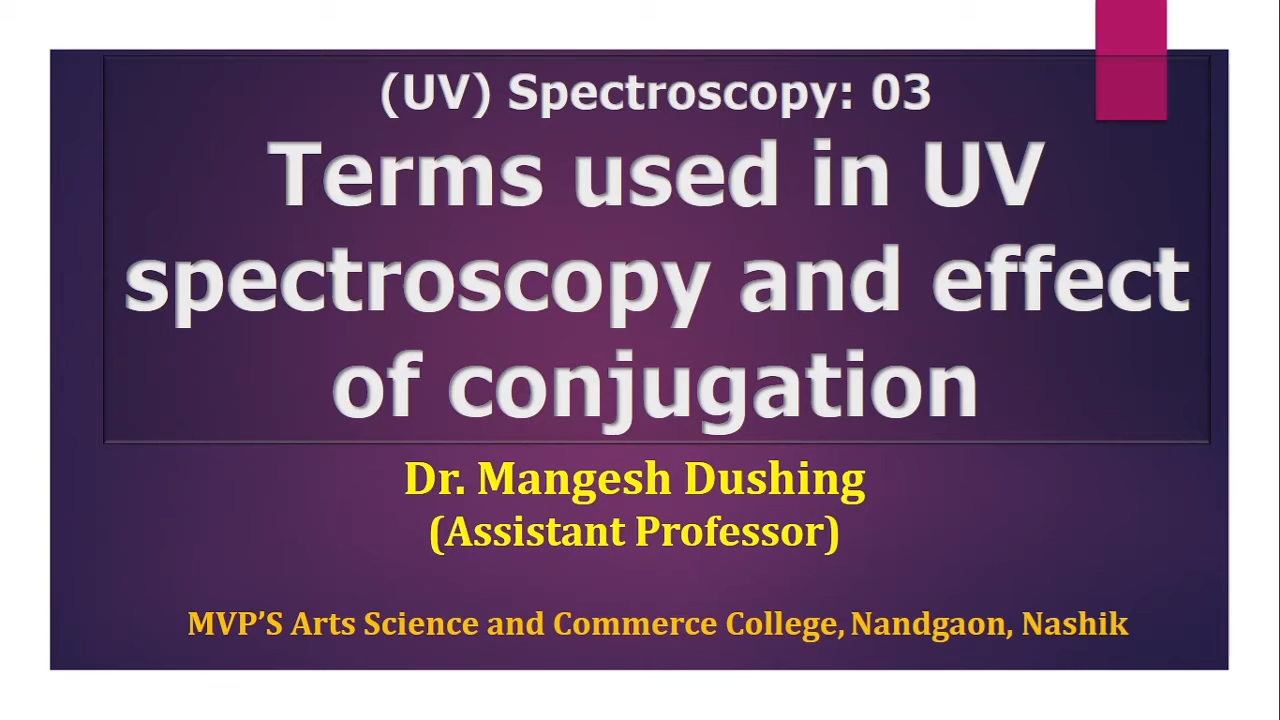 (UV) Spectroscopy: 03
Terms used in UV
spectroscopy and effect
of conjugation
Dr. Mangesh Dushing
(Assistant Professor)
MVP’S Arts Science and Commerce College, Nandgaon, Nashik